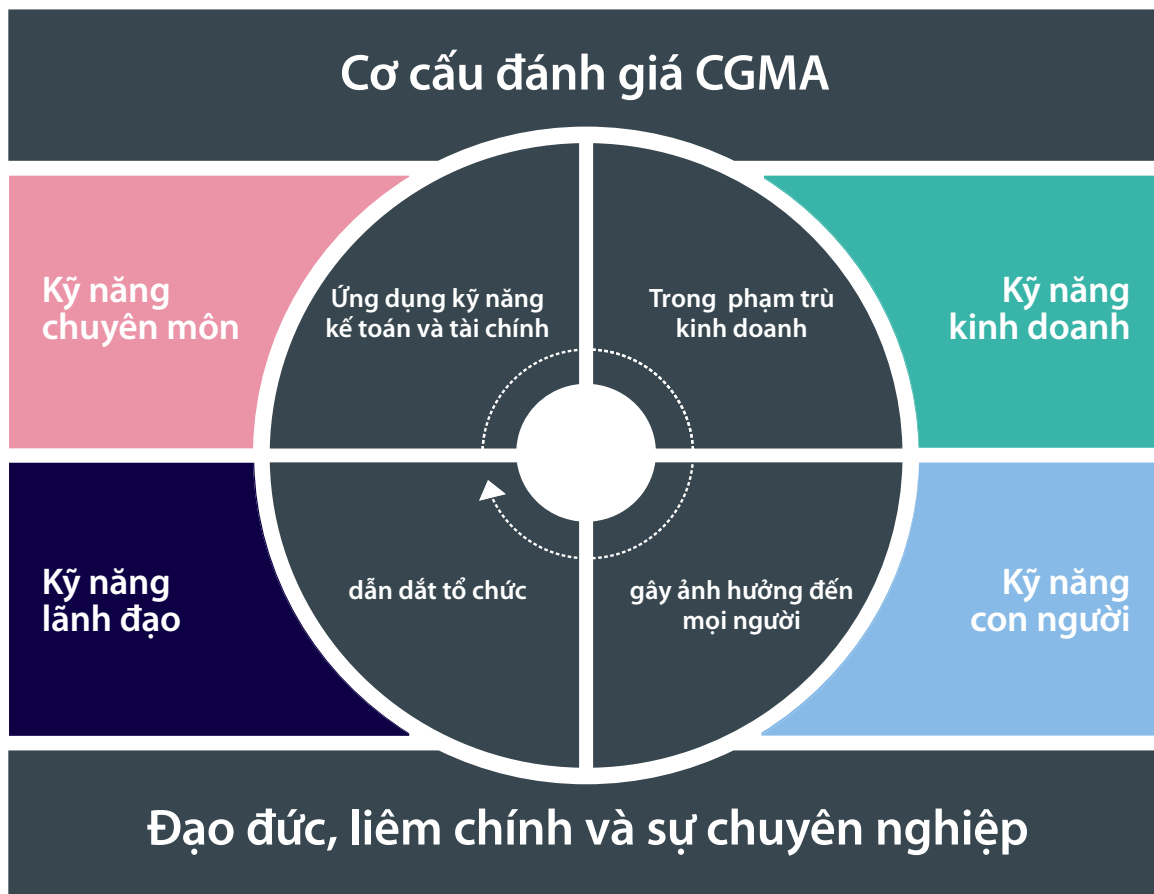 Cơ cấu đánh giá CGMA
Kỹ năng
chuyên môn
Ứng dụng kỹ năng
kế toán và tài chính
Trong phạm trù
kinh doanh
Kỹ năng
kinh doanh
Kỹ năng
lãnh đạo
dẫn dắt tổ chức
gây ảnh hưởng đến
mọi người
Kỹ năng
con người
Đạo đức, liêm chính và sự chuyên nghiệp